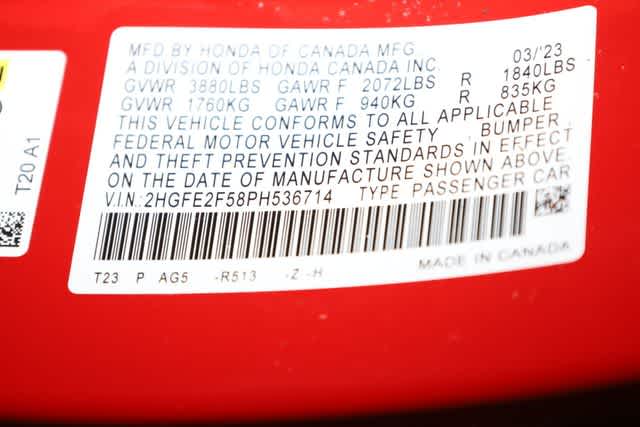 MFD BY HONDA OF CANADA MFG. 03/'23
A DIVISION OF HONDA CANADA INC.
GVWR 3880LBS GAWR F 2072LBS R 1840LBS
GVWR 1760KG GAWR F 940KG R 835KG
THIS VEHICLE CONFORMS TO ALL APPLICABLE
FEDERAL MOTOR VEHICLE SAFETY, BUMPER,
AND THEFT PREVENTION STANDARDS IN EFFECT
ON THE DATE OF MANUFACTURE SHOWN ABOVE.
V.I.N.:2HGFE2F58PH536714 TYPE PASSENGER CAR
T23 P AG5 -R513 -Z -H MADE IN CANADA
T20 A1